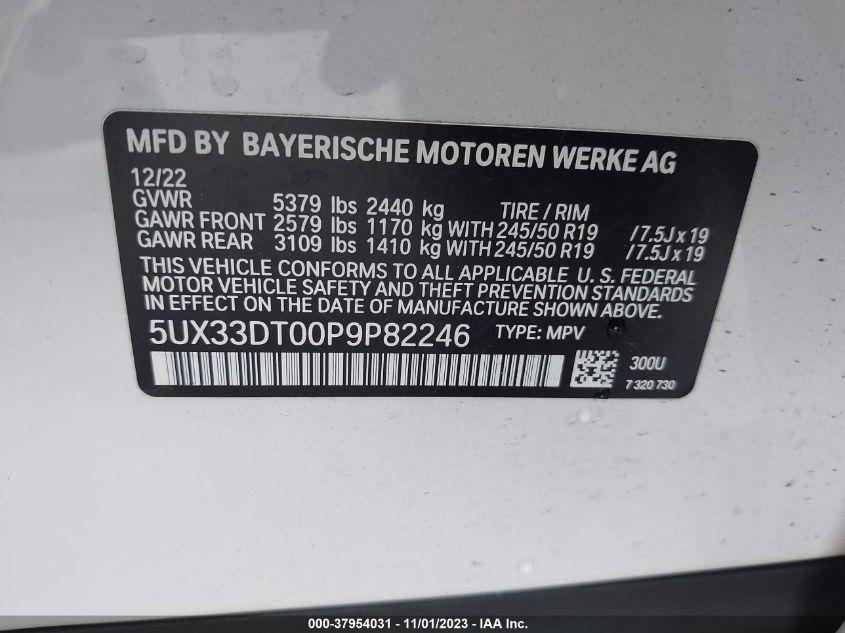 MFD BY BAYERISCHE MOTOREN WERKE AG
12/22
GVWR 5379 lbs 2440 kg TIRE / RIM
GAWR FRONT 2579 lbs 1170 kg WITH 245/50 R19 / 7.5J x 19
GAWR REAR 3109 lbs 1410 kg WITH 245/50 R19 / 7.5J x 19
THIS VEHICLE CONFORMS TO ALL APPLICABLE U. S. FEDERAL
MOTOR VEHICLE SAFETY AND THEFT PREVENTION STANDARDS
IN EFFECT ON THE DATE OF MANUFACTURE SHOWN ABOVE.
5UX33DT00P9P82246 TYPE: MPV
300U
7 320 730
000-37954031 - 11/01/2023 - IAA Inc.